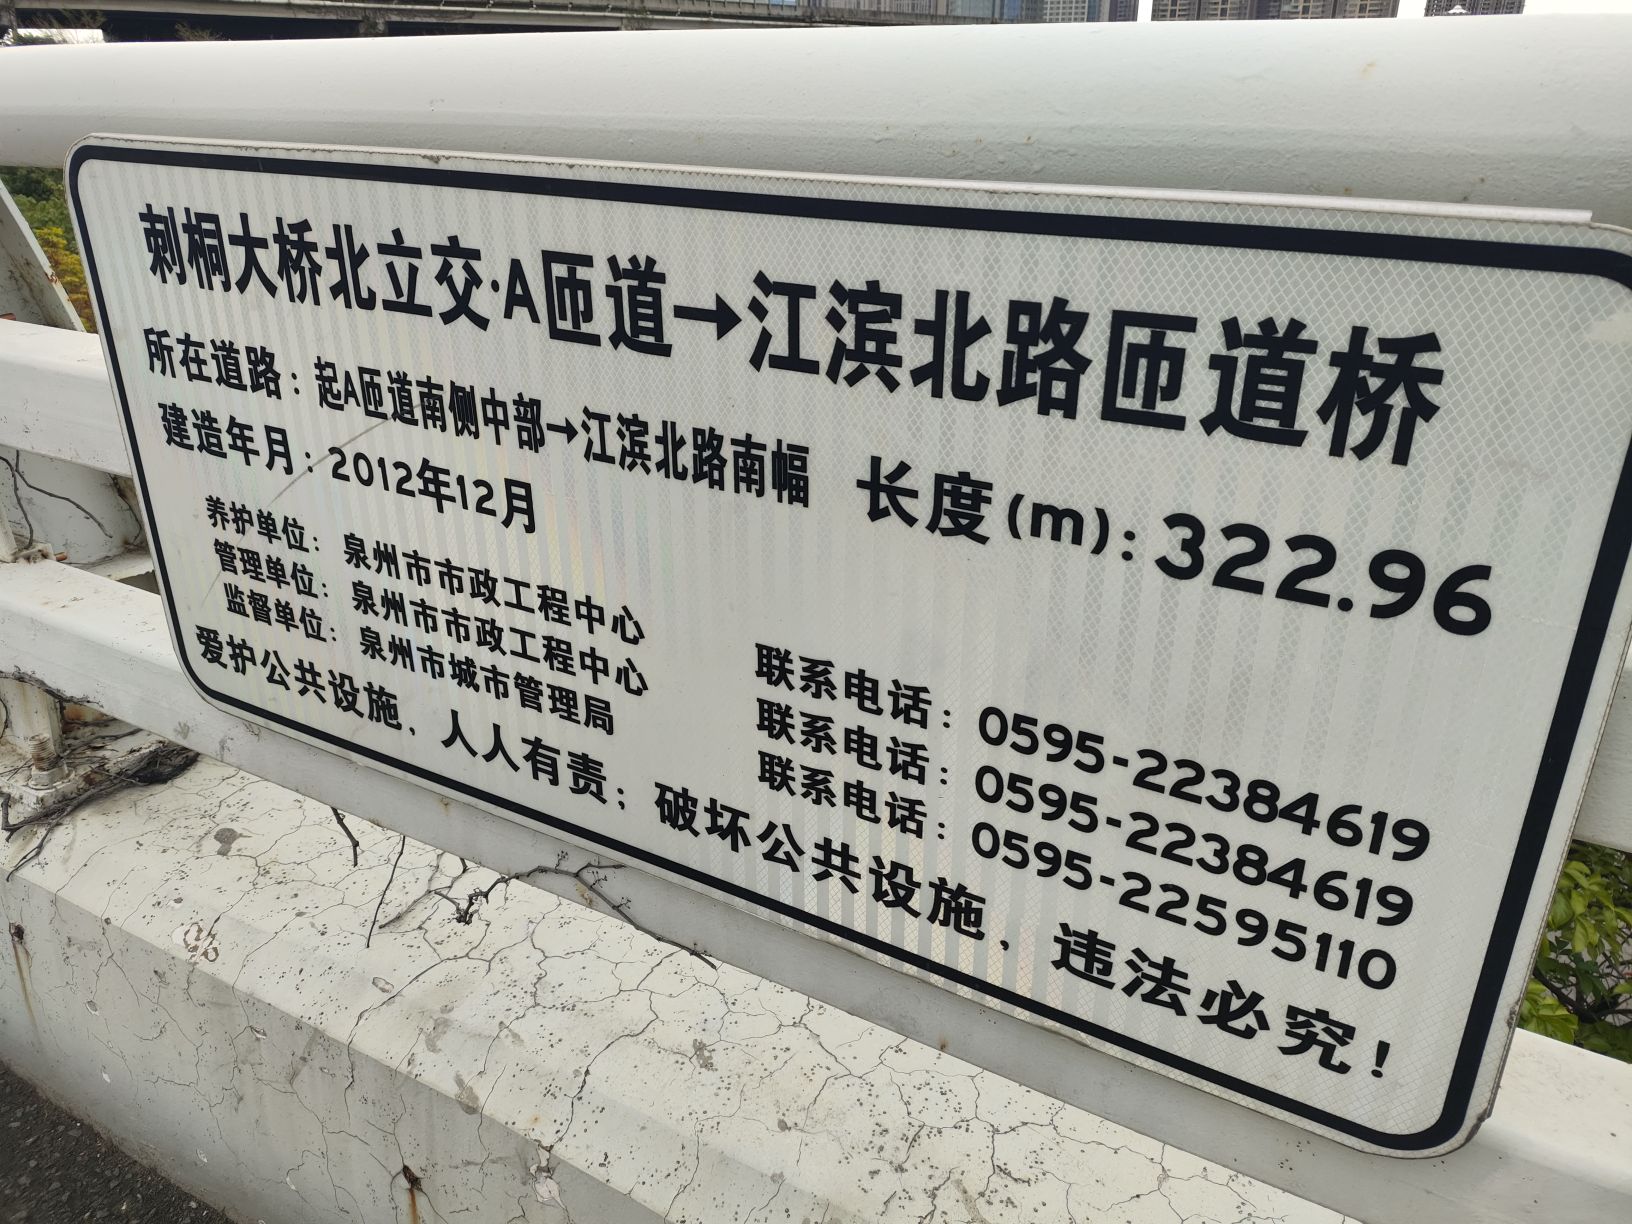 刺桐大桥北立交·A匝道→江滨北路匝道桥
所在道路：起A匝道南侧中部→江滨北路南幅 长度(m)：322.96
建造年月：2012年12月
养护单位：泉州市市政工程中心 联系电话：0595-22384619
管理单位：泉州市市政工程中心 联系电话：0595-22384619
监督单位：泉州市城市管理局 联系电话：0595-22595110
爱护公共设施，人人有责；破坏公共设施，违法必究！